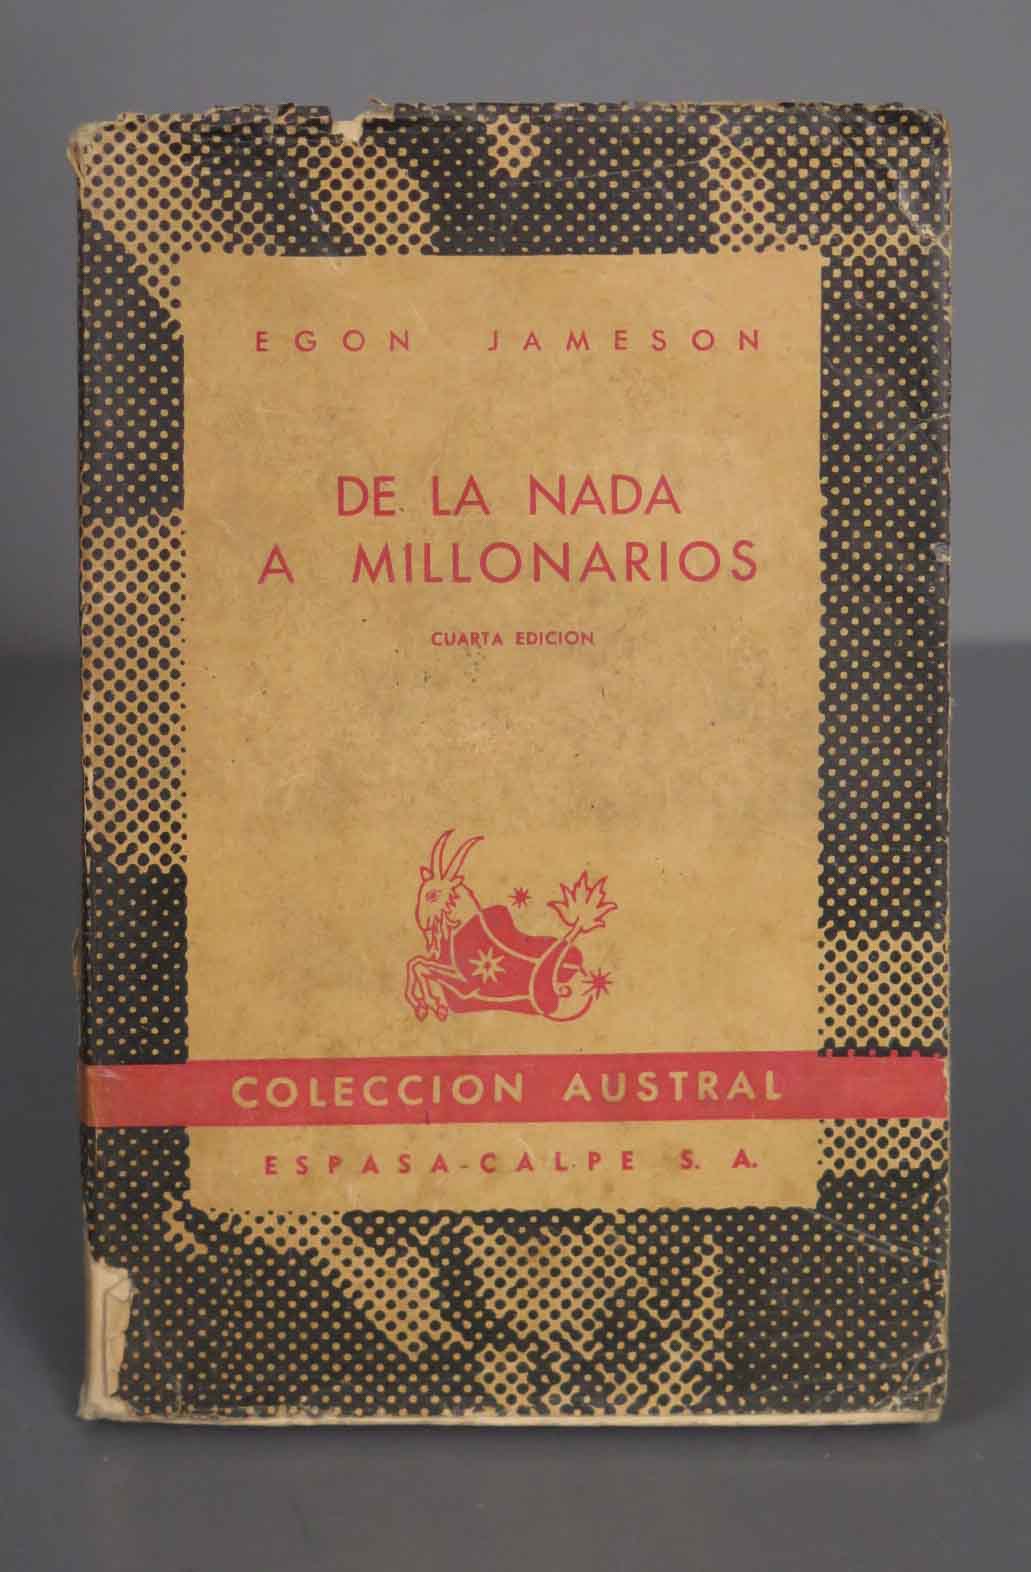 EGON JAMESON
DE LA NADA
A MILLONARIOS
CUARTA EDICION
COLECCION AUSTRAL
ESPASA-CALPE S. A.